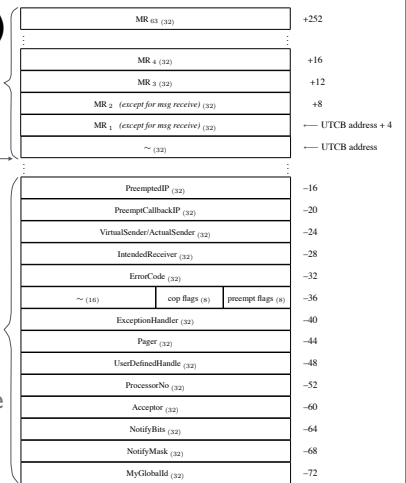 MR 63 (32) +252
⋮ ⋮
MR 4 (32) +16
MR 3 (32) +12
MR 2 (except for msg receive) (32) +8
MR 1 (except for msg receive) (32) ← UTCB address + 4
~ (32) ← UTCB address
⋮ ⋮
PreemptedIP (32) –16
PreemptCallbackIP (32) –20
VirtualSender/ActualSender (32) –24
IntendedReceiver (32) –28
ErrorCode (32) –32
~ (16) cop flags (8) preempt flags (8) –36
ExceptionHandler (32) –40
Pager (32) –44
UserDefinedHandle (32) –48
ProcessorNo (32) –52
Acceptor (32) –60
NotifyBits (32) –64
NotifyMask (32) –68
MyGlobalId (32) –72